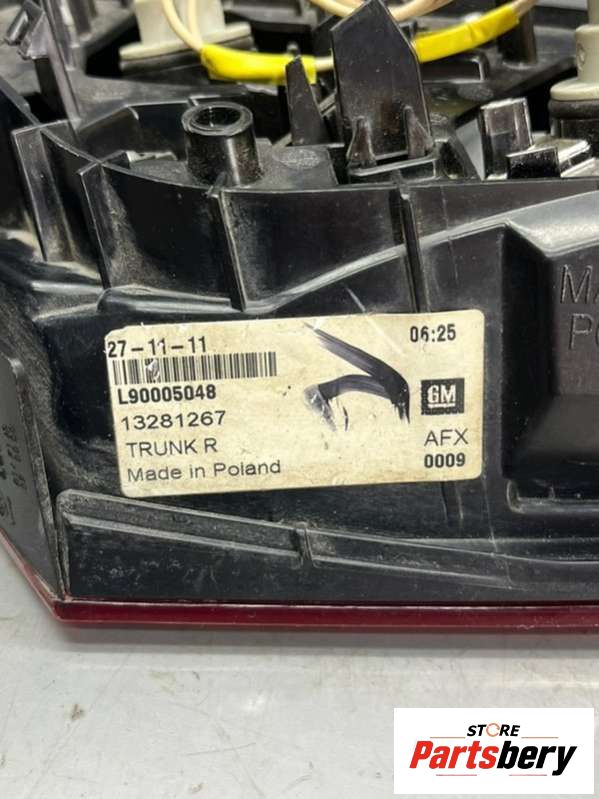 27-11-11 06:25
L90005048
13281267
TRUNK R
Made in Poland
GM
AFX
0009
STORE
Partsbery